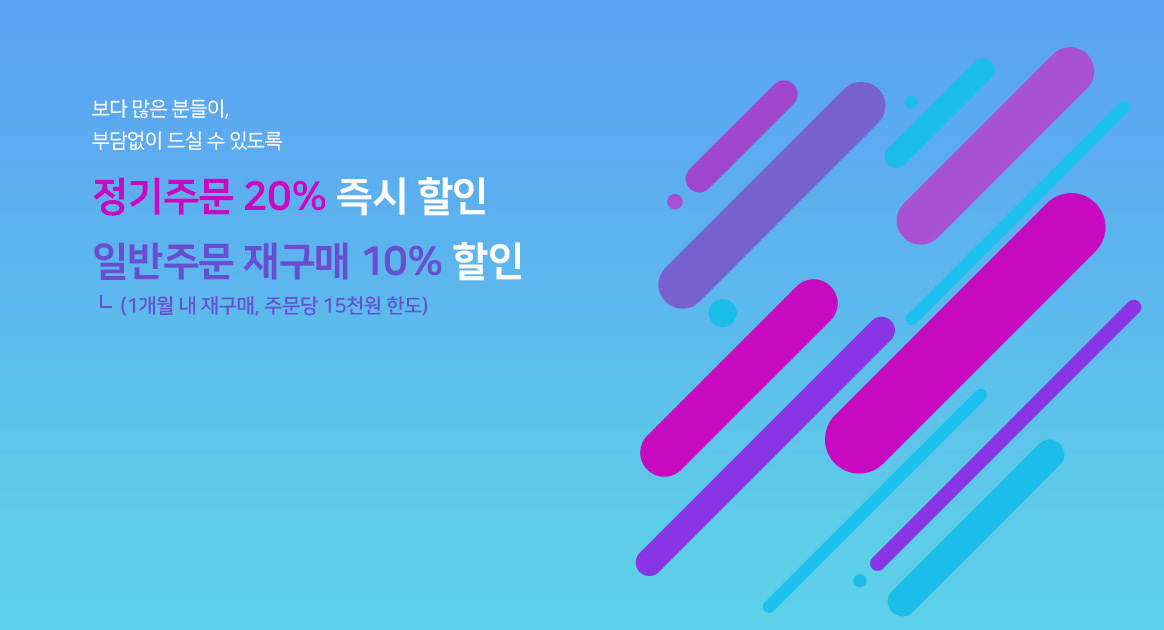 보다 많은 분들이,
부담없이 드실 수 있도록
정기주문 20% 즉시 할인
일반주문 재구매 10% 할인
└ (1개월 내 재구매, 주문당 15천원 한도)